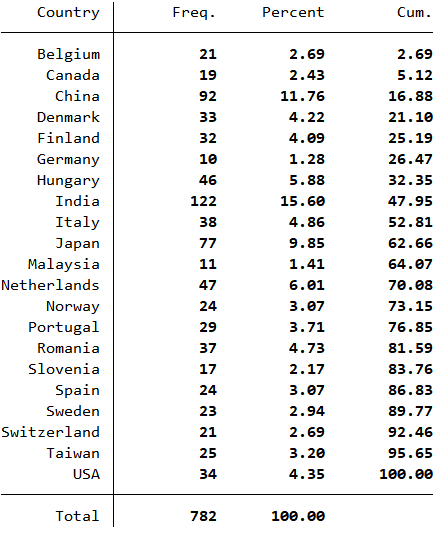 Country Freq. Percent Cum.
Belgium 21 2.69 2.69
Canada 19 2.43 5.12
China 92 11.76 16.88
Denmark 33 4.22 21.10
Finland 32 4.09 25.19
Germany 10 1.28 26.47
Hungary 46 5.88 32.35
India 122 15.60 47.95
Italy 38 4.86 52.81
Japan 77 9.85 62.66
Malaysia 11 1.41 64.07
Netherlands 47 6.01 70.08
Norway 24 3.07 73.15
Portugal 29 3.71 76.85
Romania 37 4.73 81.59
Slovenia 17 2.17 83.76
Spain 24 3.07 86.83
Sweden 23 2.94 89.77
Switzerland 21 2.69 92.46
Taiwan 25 3.20 95.65
USA 34 4.35 100.00
Total 782 100.00